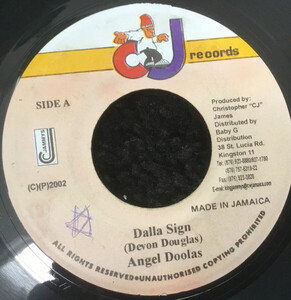 CJ records
SIDE A
Produced by:
Christopher "CJ"
James
Distributed by
Baby G
Distribution
38 St. Lucia Rd.
Kingston 11
(C)(P)2002
MADE IN JAMAICA
Dalla Sign
(Devon Douglas)
Angel Doolas
ALL RIGHTS RESERVED●UNAUTHORISED COPYING PROHIBITED